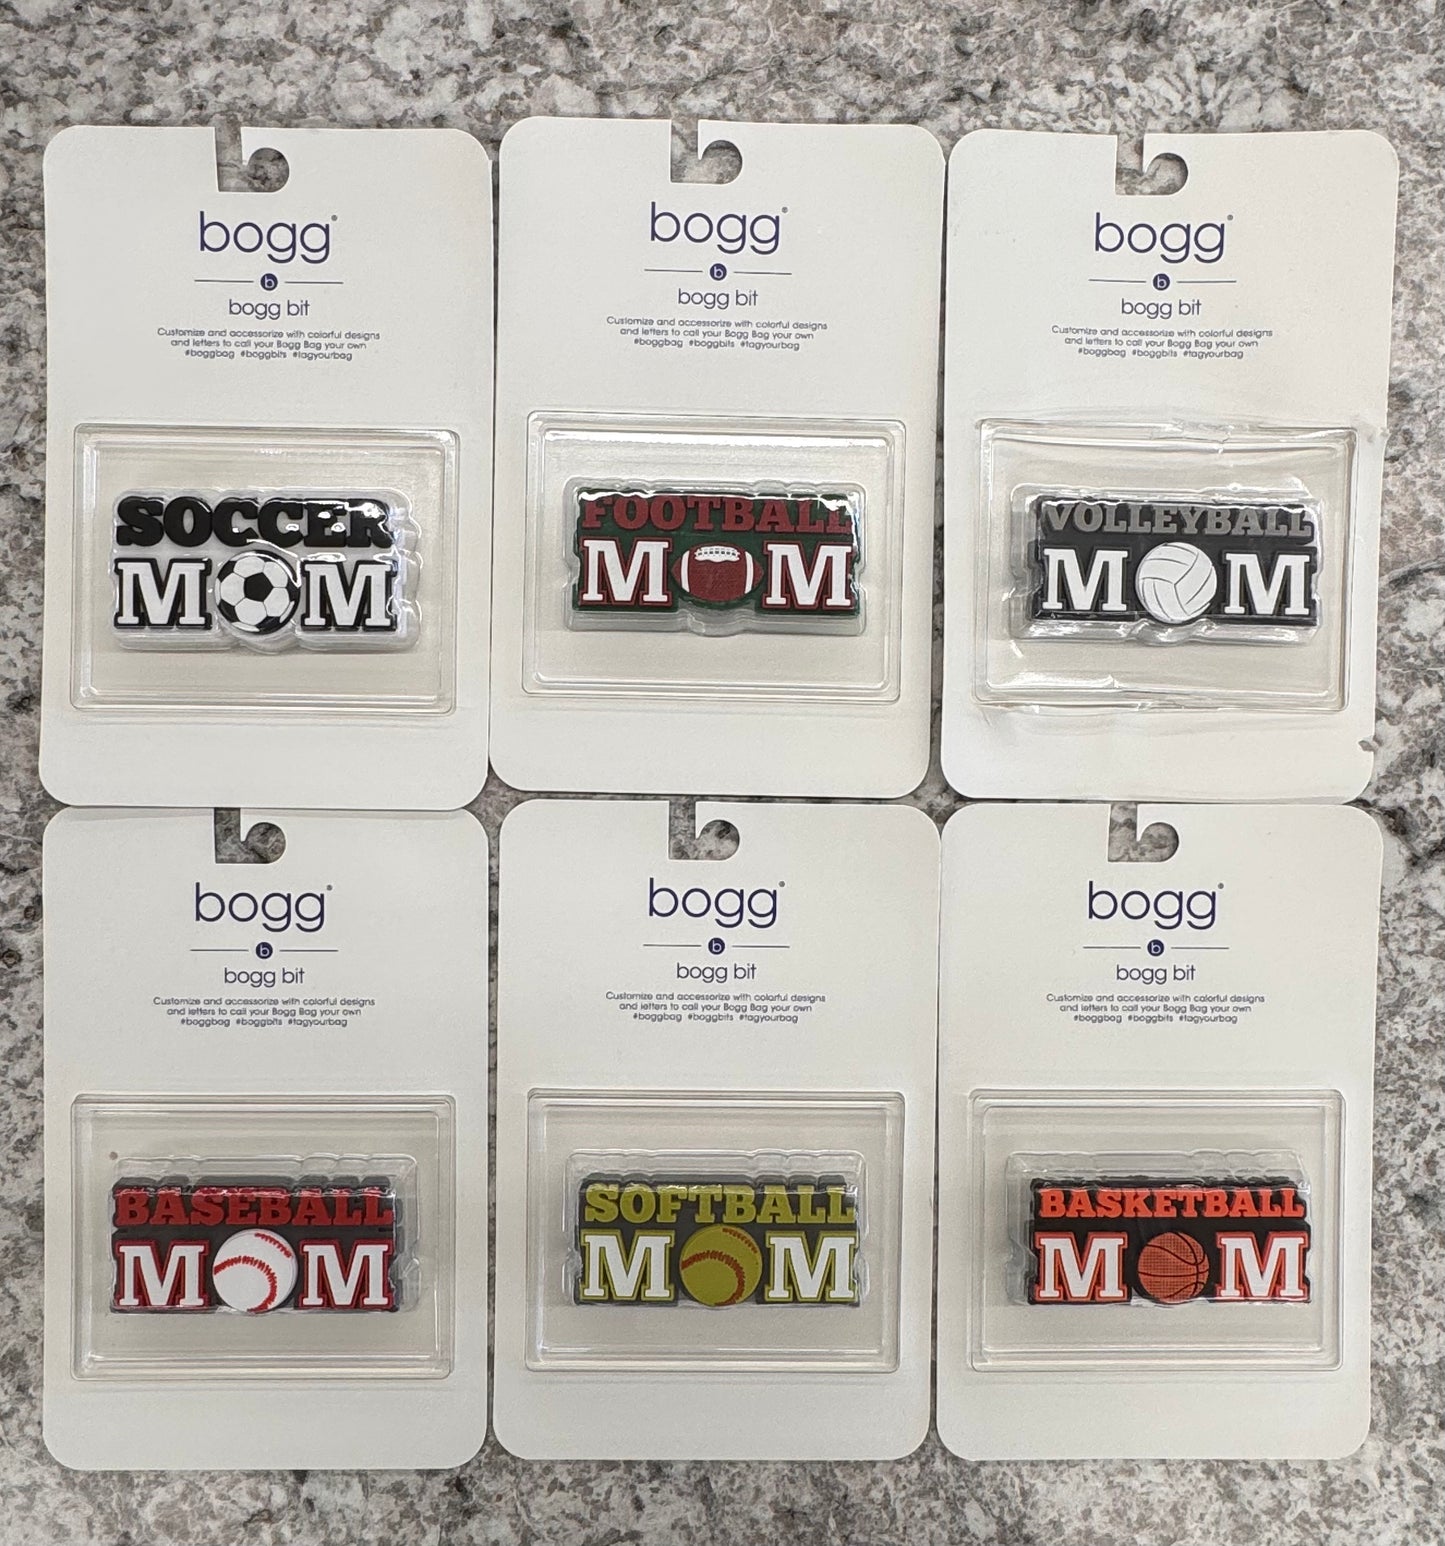 bogg®
b
bogg bit
Customize and accessorize with colorful designs
and letters to call your Bogg Bag your own
#boggbag #boggbits #tagyourbag
SOCCER
MOM
bogg®
b
bogg bit
Customize and accessorize with colorful designs
and letters to call your Bogg Bag your own
#boggbag #boggbits #tagyourbag
FOOTBALL
MOM
bogg®
b
bogg bit
Customize and accessorize with colorful designs
and letters to call your Bogg Bag your own
#boggbag #boggbits #tagyourbag
VOLLEYBALL
MOM
bogg®
b
bogg bit
Customize and accessorize with colorful designs
and letters to call your Bogg Bag your own
#boggbag #boggbits #tagyourbag
BASEBALL
MOM
bogg®
b
bogg bit
Customize and accessorize with colorful designs
and letters to call your Bogg Bag your own
#boggbag #boggbits #tagyourbag
SOFTBALL
MOM
bogg®
b
bogg bit
Customize and accessorize with colorful designs
and letters to call your Bogg Bag your own
#boggbag #boggbits #tagyourbag
BASKETBALL
MOM